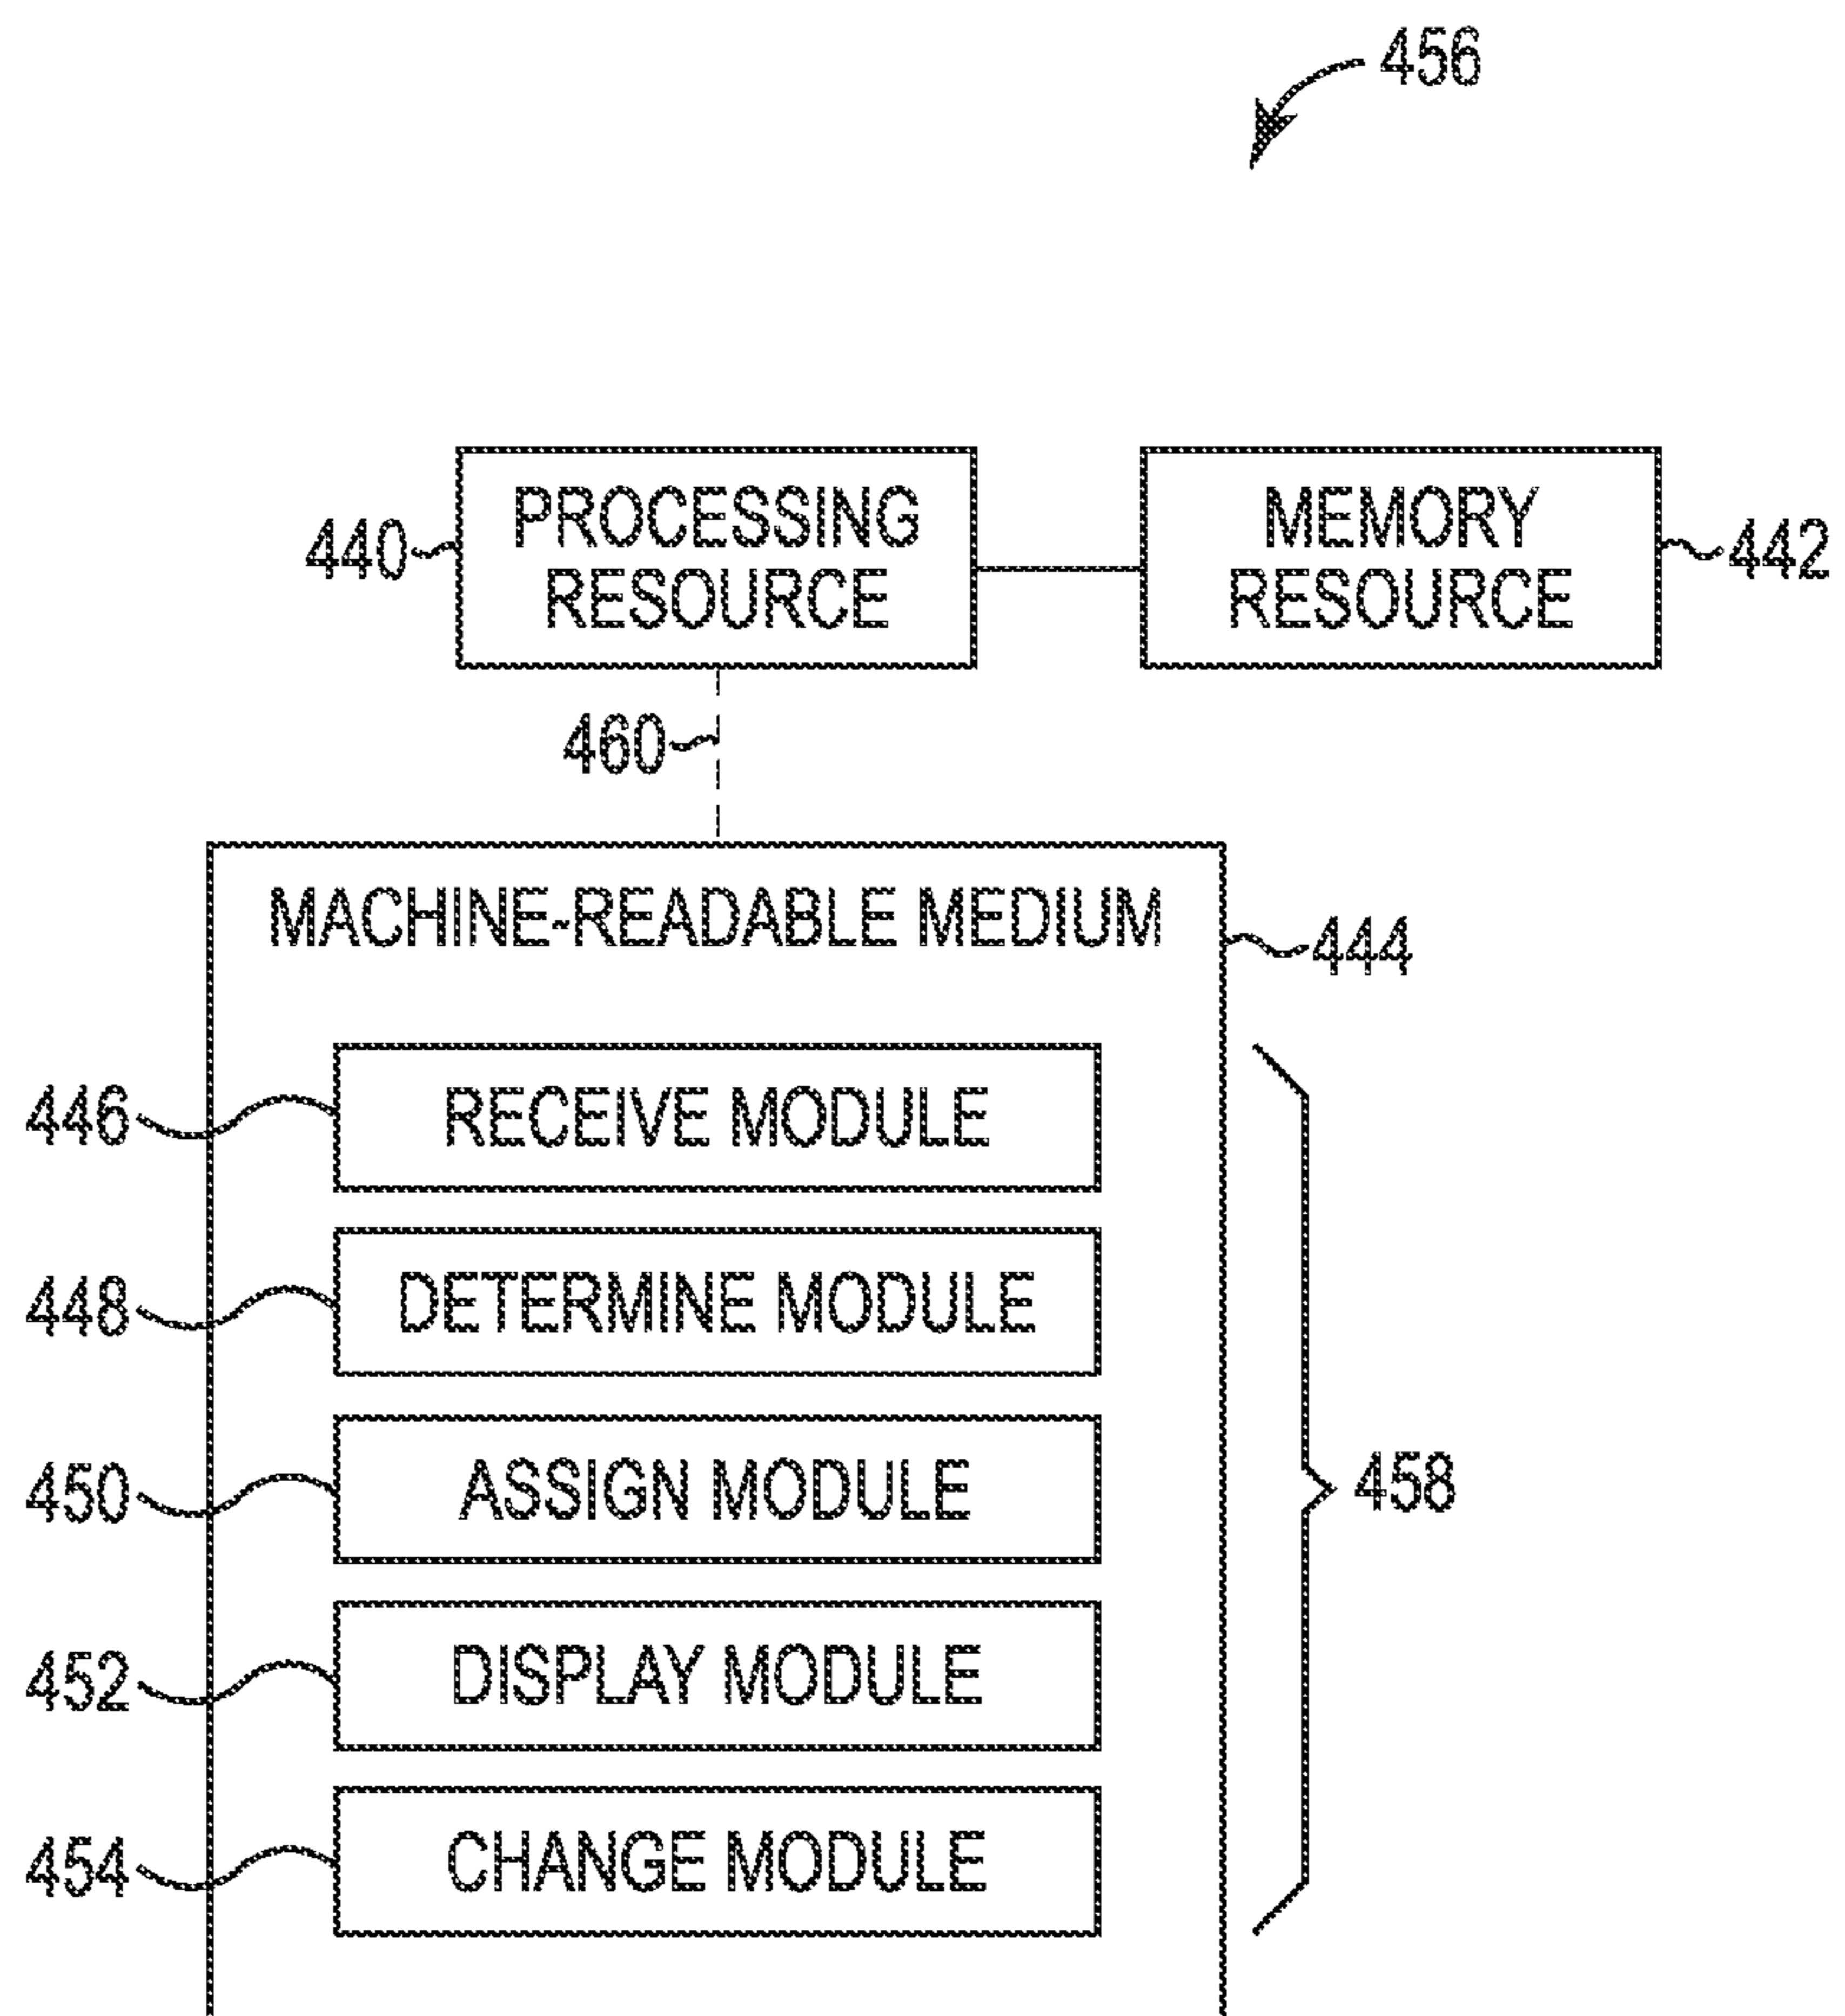 456
440
PROCESSING
RESOURCE
MEMORY
RESOURCE
442
460
MACHINE-READABLE MEDIUM
444
446
RECEIVE MODULE
448
DETERMINE MODULE
450
ASSIGN MODULE
458
452
DISPLAY MODULE
454
CHANGE MODULE